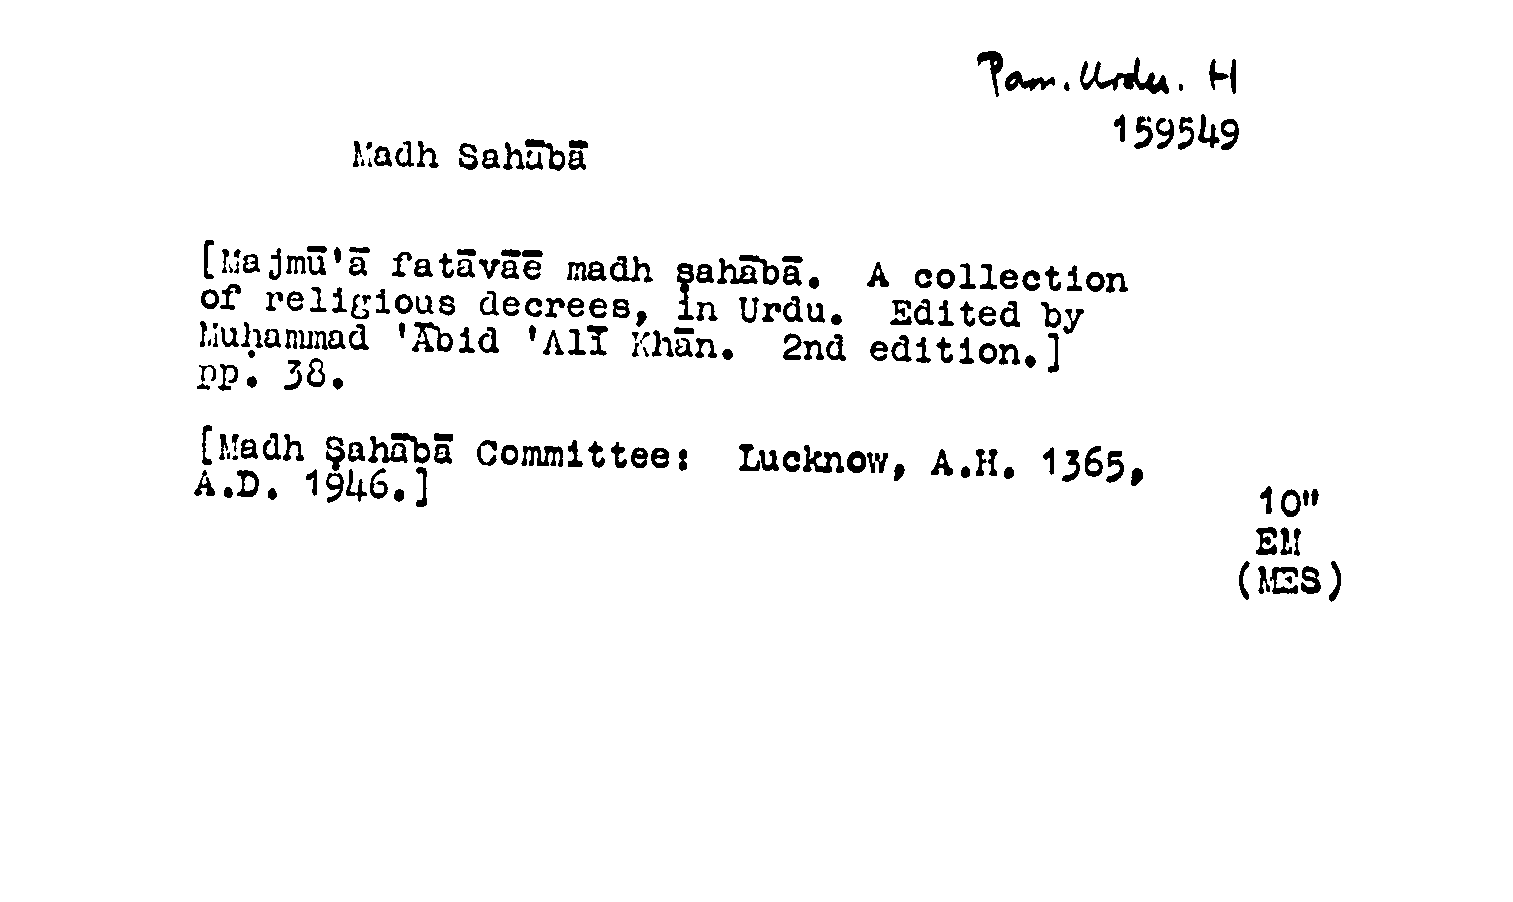 Pam. Urdu. H
159549
Madh Sahābā
[Majmū'ā fatāvāē madh ṣahābā. A collection
of religious decrees, in Urdu. Edited by
Muḥammad 'Ābid 'Alī Khān. 2nd edition.]
pp. 38.
[Madh Ṣahābā Committee: Lucknow, A.H. 1365,
A.D. 1946.]
10"
EM
(MES)